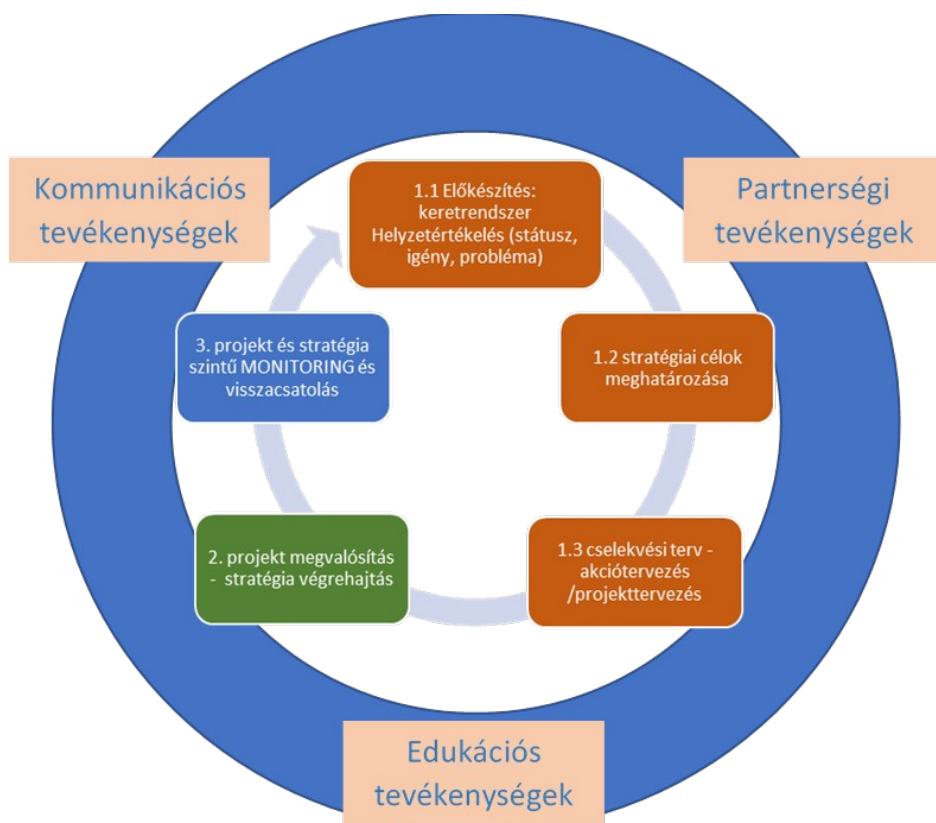 Kommunikációs
tevékenységek
Partnerségi
tevékenységek
1.1 Előkészítés:
keretrendszer
Helyzetértékelés (státusz,
igény, probléma)
1.2 stratégiai célok
meghatározása
1.3 cselekvési terv -
akciótervezés
/projekttervezés
2. projekt megvalósítás
- stratégia végrehajtás
3. projekt és stratégia
szintű MONITORING és
visszacsatolás
Edukációs
tevékenységek